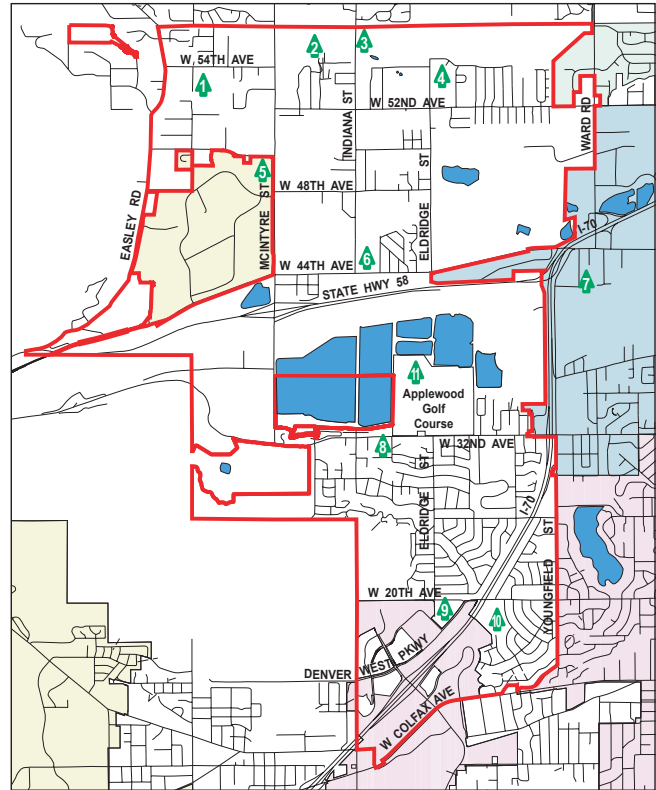 2
3
W 54TH AVE
4
1
INDIANA ST
W 52ND AVE
WARD RD
ELDRIDGE ST
5
EASLEY RD
MCINTYRE ST
W 48TH AVE
I-70
6
W 44TH AVE
7
STATE HWY 58
11
Applewood
Golf
Course
8
W 32ND AVE
ELDRIDGE ST
I-70
YOUNGFIELD ST
W 20TH AVE
9
10
DENVER WEST PKWY
W COLFAX AVE